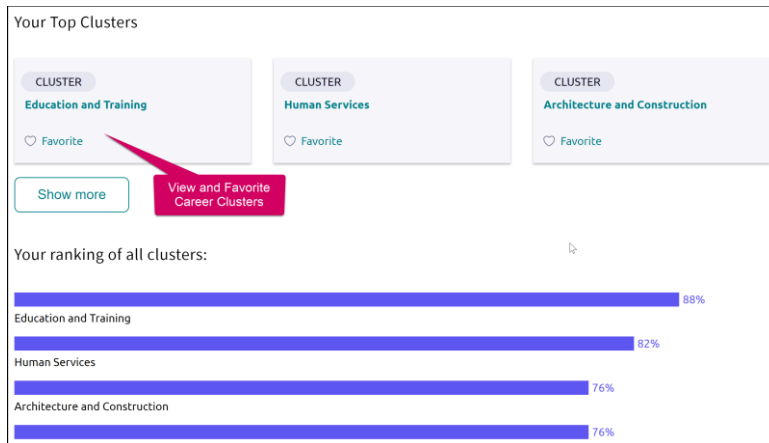 Your Top Clusters
CLUSTER
Education and Training
Favorite
CLUSTER
Human Services
Favorite
CLUSTER
Architecture and Construction
Favorite
Show more
View and Favorite
Career Clusters
Your ranking of all clusters:
88%
Education and Training
82%
Human Services
76%
Architecture and Construction
76%